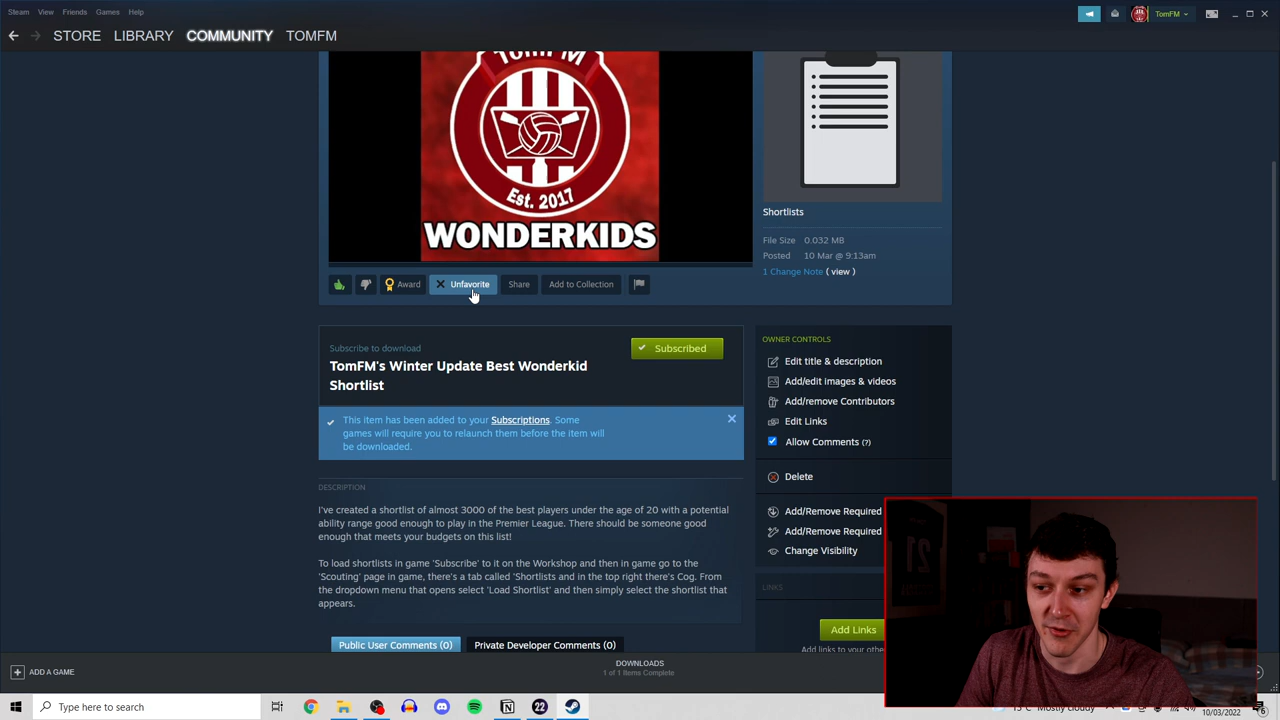 Steam View Friends Games Help
TomFM
STORE LIBRARY COMMUNITY TOMFM
TOMFM
Est. 2017
WONDERKIDS
Shortlists
File Size 0.032 MB
Posted 10 Mar @ 9:13am
1 Change Note ( view )
Award Unfavorite Share Add to Collection
Subscribe to download
TomFM's Winter Update Best Wonderkid
Shortlist
Subscribed
This item has been added to your Subscriptions. Some
games will require you to relaunch them before the item will
be downloaded.
OWNER CONTROLS
Edit title & description
Add/edit images & videos
Add/remove Contributors
Edit Links
Allow Comments (?)
Delete
Add/Remove Required
Add/Remove Required
Change Visibility
DESCRIPTION
I've created a shortlist of almost 3000 of the best players under the age of 20 with a potential
ability range good enough to play in the Premier League. There should be someone good
enough that meets your budgets on this list!
To load shortlists in game 'Subscribe' to it on the Workshop and then in game go to the
'Scouting' page in game, there's a tab called 'Shortlists and in the top right there's Cog. From
the dropdown menu that opens select 'Load Shortlist' and then simply select the shortlist that
appears.
LINKS
Add Links
Add links to your othe
Public User Comments (0) Private Developer Comments (0)
ADD A GAME
DOWNLOADS
1 of 1 Items Complete
Type here to search
22
13°C Mostly cloudy
10/03/2022